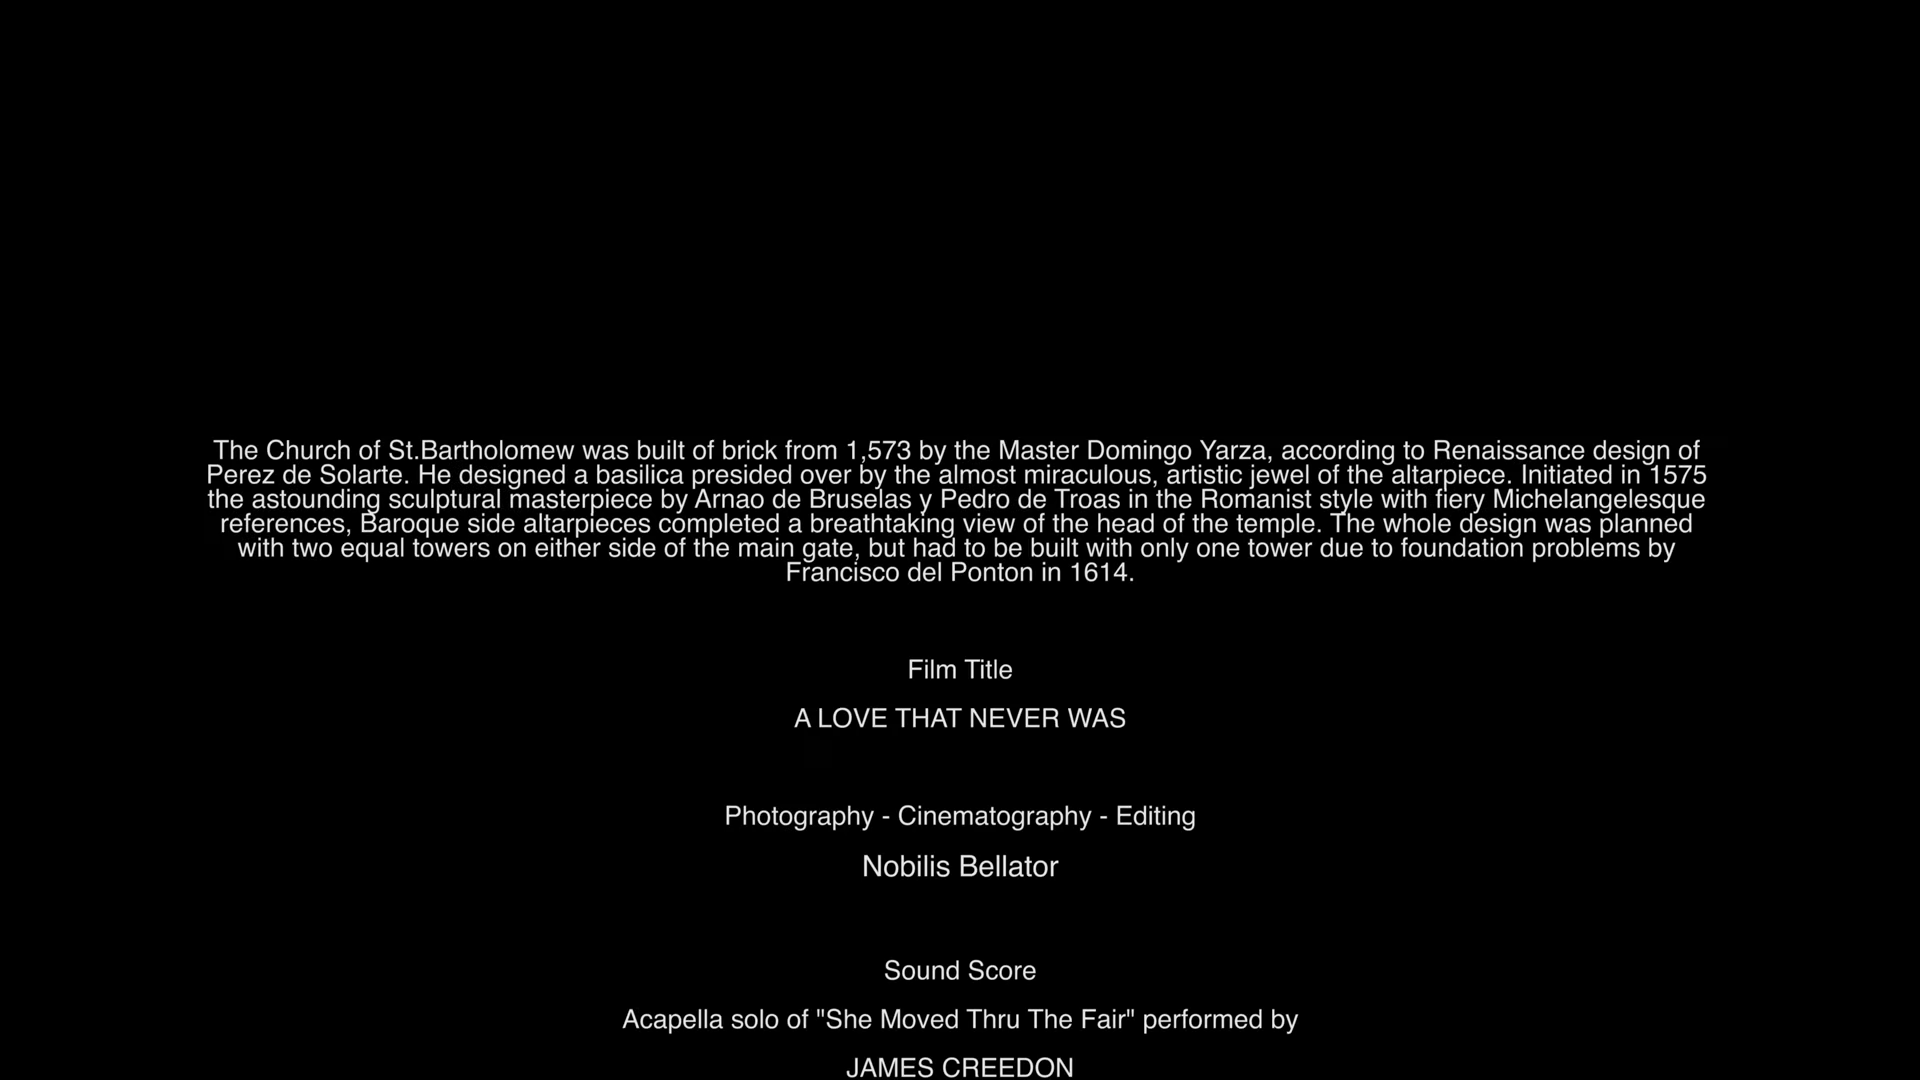 The Church of St.Bartholomew was built of brick from 1,573 by the Master Domingo Yarza, according to Renaissance design of
Perez de Solarte. He designed a basilica presided over by the almost miraculous, artistic jewel of the altarpiece. Initiated in 1575
the astounding sculptural masterpiece by Arnao de Bruselas y Pedro de Troas in the Romanist style with fiery Michelangelesque
references, Baroque side altarpieces completed a breathtaking view of the head of the temple. The whole design was planned
with two equal towers on either side of the main gate, but had to be built with only one tower due to foundation problems by
Francisco del Ponton in 1614.
Film Title
A LOVE THAT NEVER WAS
Photography - Cinematography - Editing
Nobilis Bellator
Sound Score
Acapella solo of "She Moved Thru The Fair" performed by
JAMES CREEDON